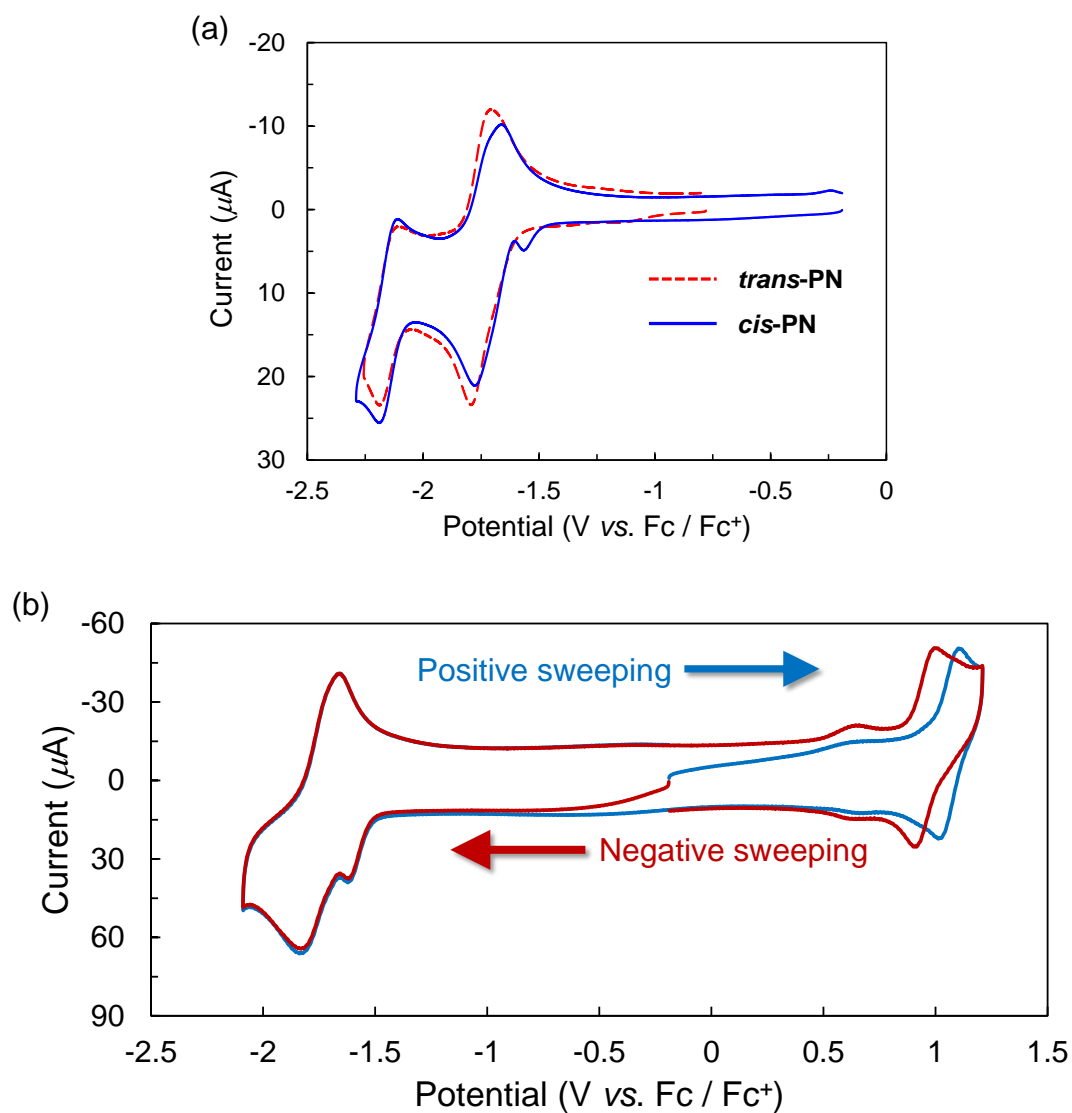 (a)
-20
-10
0
10
20
30
Current (μA)
trans-PN
cis-PN
-2.5 -2 -1.5 -1 -0.5 0
Potential (V vs. Fc / Fc⁺)
(b)
-60
-30
0
30
60
90
Current (μA)
Positive sweeping
Negative sweeping
-2.5 -2 -1.5 -1 -0.5 0 0.5 1 1.5
Potential (V vs. Fc / Fc⁺)